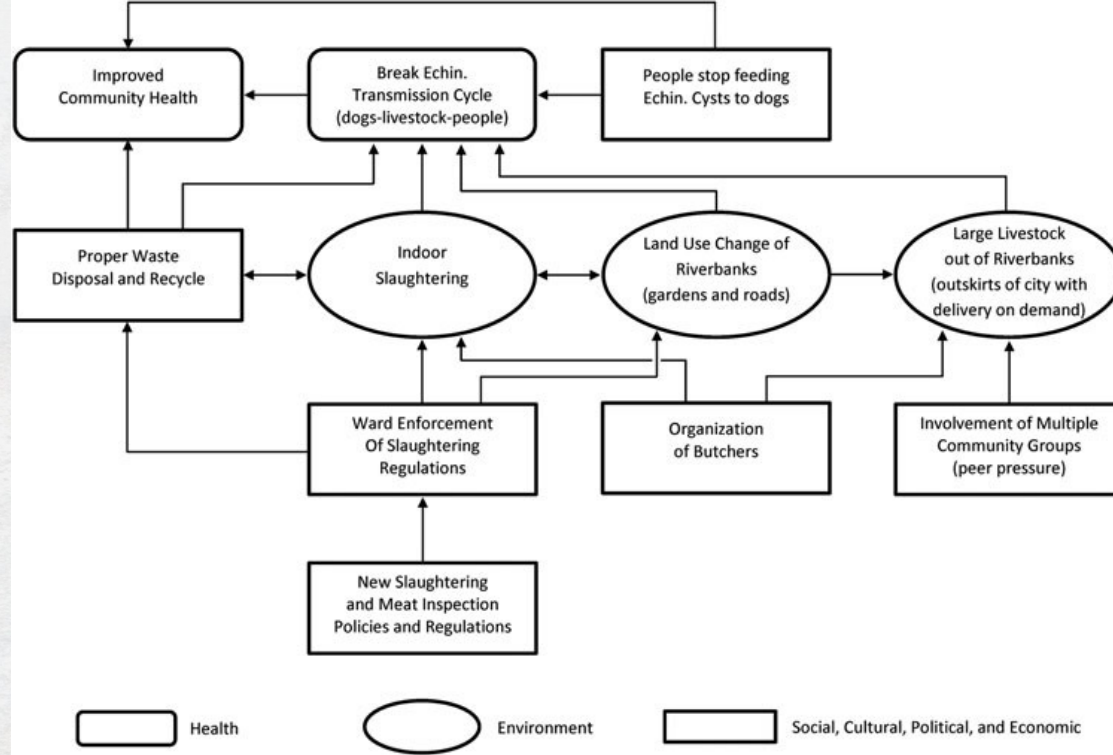 Improved
Community Health
Break Echin.
Transmission Cycle
(dogs-livestock-people)
People stop feeding
Echin. Cysts to dogs
Proper Waste
Disposal and Recycle
Indoor
Slaughtering
Land Use Change of
Riverbanks
(gardens and roads)
Large Livestock
out of Riverbanks
(outskirts of city with
delivery on demand)
Ward Enforcement
Of Slaughtering
Regulations
Organization
of Butchers
Involvement of Multiple
Community Groups
(peer pressure)
New Slaughtering
and Meat Inspection
Policies and Regulations
Health
Environment
Social, Cultural, Political, and Economic